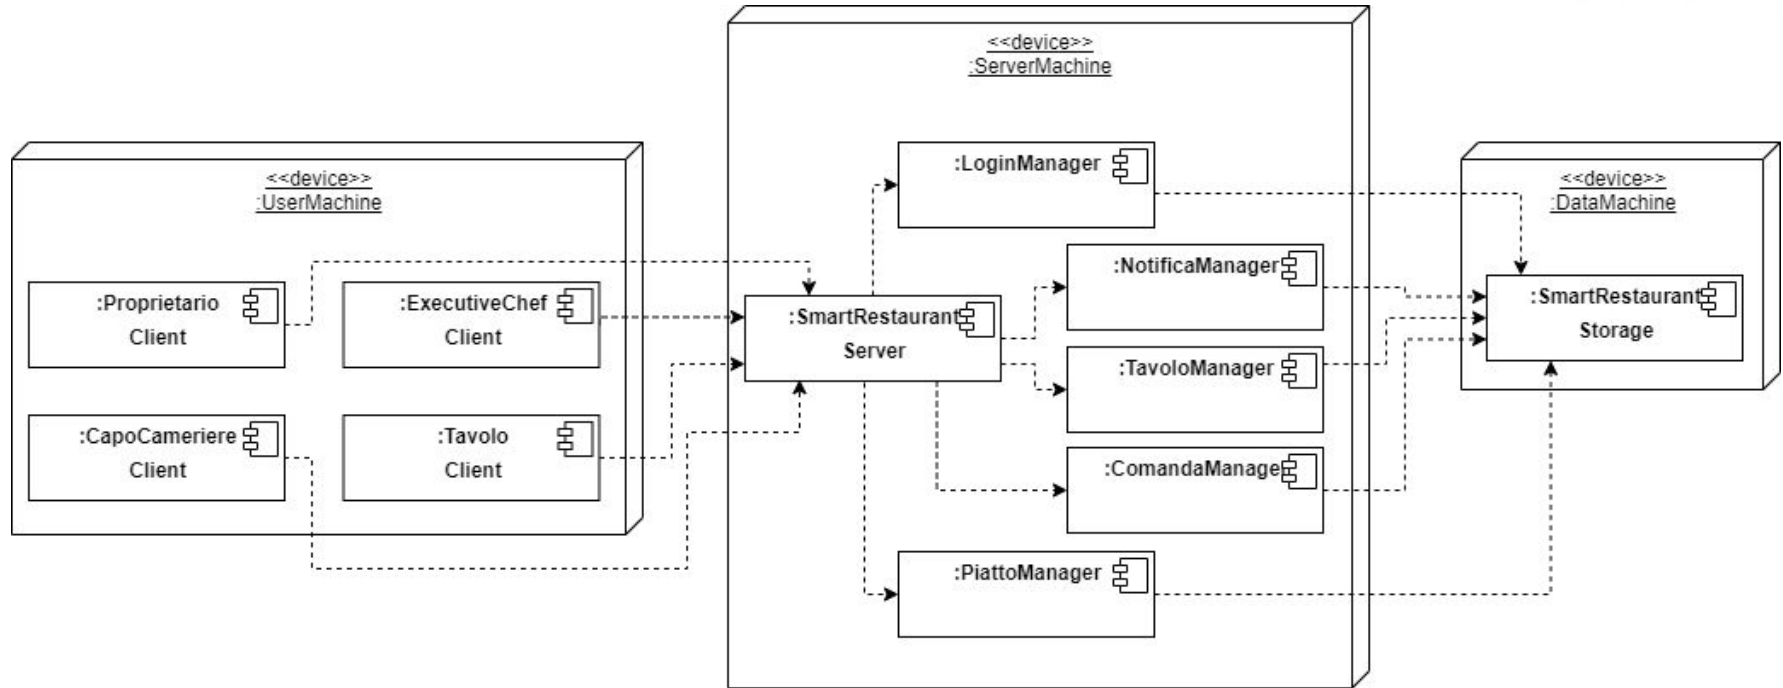 <<device>>
:UserMachine
:Proprietario
Client
:ExecutiveChef
Client
:CapoCameriere
Client
:Tavolo
Client
<<device>>
:ServerMachine
:LoginManager
:NotificaManager
:SmartRestaurant
Server
:TavoloManager
:ComandaManager
:PiattoManager
<<device>>
:DataMachine
:SmartRestaurant
Storage